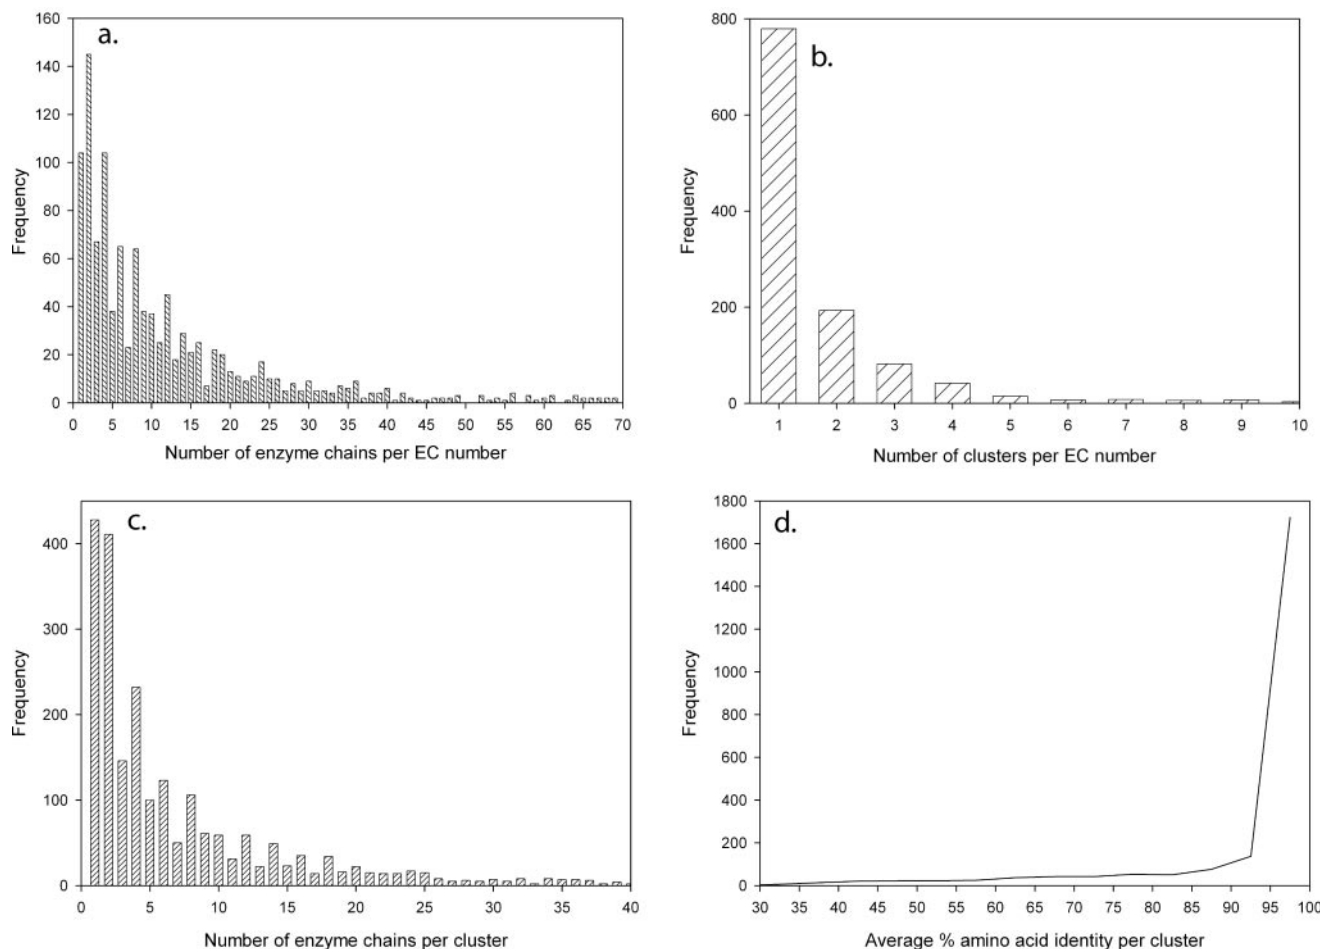 a.
160
140
120
100
80
60
40
20
0
Frequency
0 5 10 15 20 25 30 35 40 45 50 55 60 65 70
Number of enzyme chains per EC number
b.
800
600
400
200
0
Frequency
1 2 3 4 5 6 7 8 9 10
Number of clusters per EC number
c.
400
300
200
100
0
Frequency
0 5 10 15 20 25 30 35 40
Number of enzyme chains per cluster
d.
1800
1600
1400
1200
1000
800
600
400
200
0
Frequency
30 35 40 45 50 55 60 65 70 75 80 85 90 95 100
Average % amino acid identity per cluster